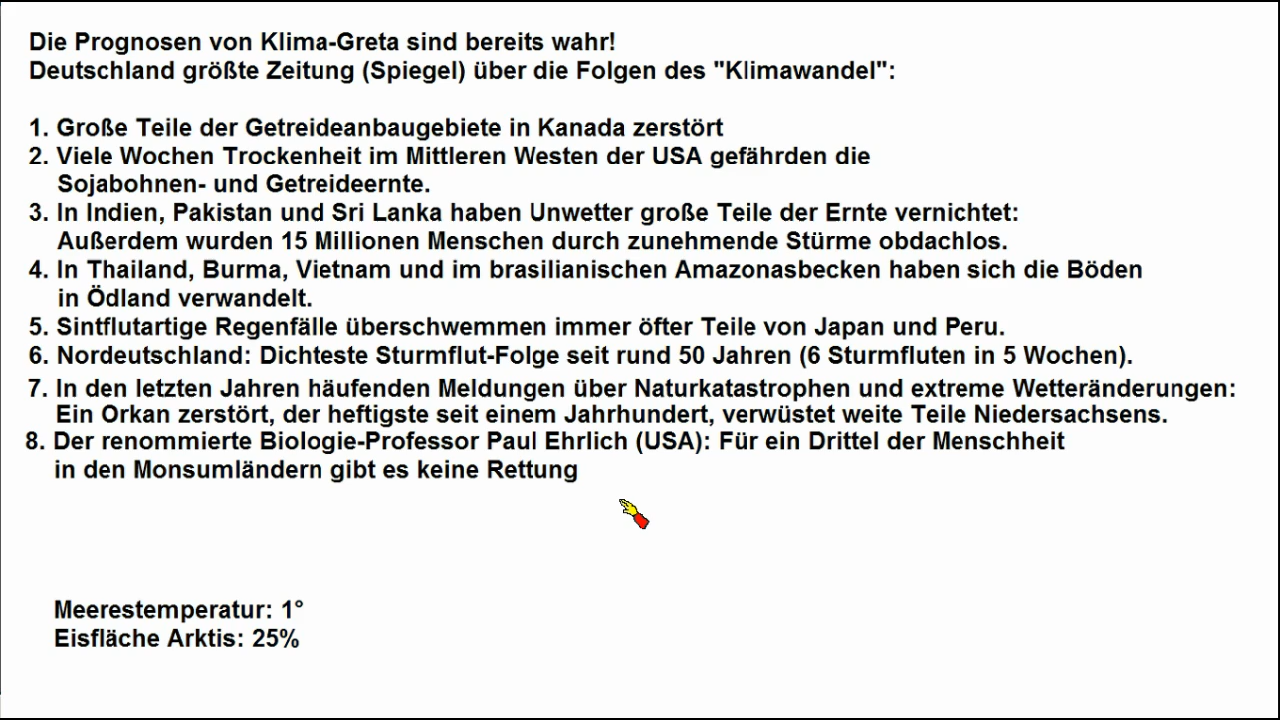 Die Prognosen von Klima-Greta sind bereits wahr!
Deutschland größte Zeitung (Spiegel) über die Folgen des "Klimawandel":
1. Große Teile der Getreideanbaugebiete in Kanada zerstört
2. Viele Wochen Trockenheit im Mittleren Westen der USA gefährden die
Sojabohnen- und Getreideernte.
3. In Indien, Pakistan und Sri Lanka haben Unwetter große Teile der Ernte vernichtet:
Außerdem wurden 15 Millionen Menschen durch zunehmende Stürme obdachlos.
4. In Thailand, Burma, Vietnam und im brasilianischen Amazonasbecken haben sich die Böden
in Ödland verwandelt.
5. Sintflutartige Regenfälle überschwemmen immer öfter Teile von Japan und Peru.
6. Nordeutschland: Dichteste Sturmflut-Folge seit rund 50 Jahren (6 Sturmfluten in 5 Wochen).
7. In den letzten Jahren häufenden Meldungen über Naturkatastrophen und extreme Wetteränderungen:
Ein Orkan zerstört, der heftigste seit einem Jahrhundert, verwüstet weite Teile Niedersachsens.
8. Der renommierte Biologie-Professor Paul Ehrlich (USA): Für ein Drittel der Menschheit
in den Monsumländern gibt es keine Rettung
Meerestemperatur: 1°
Eisfläche Arktis: 25%